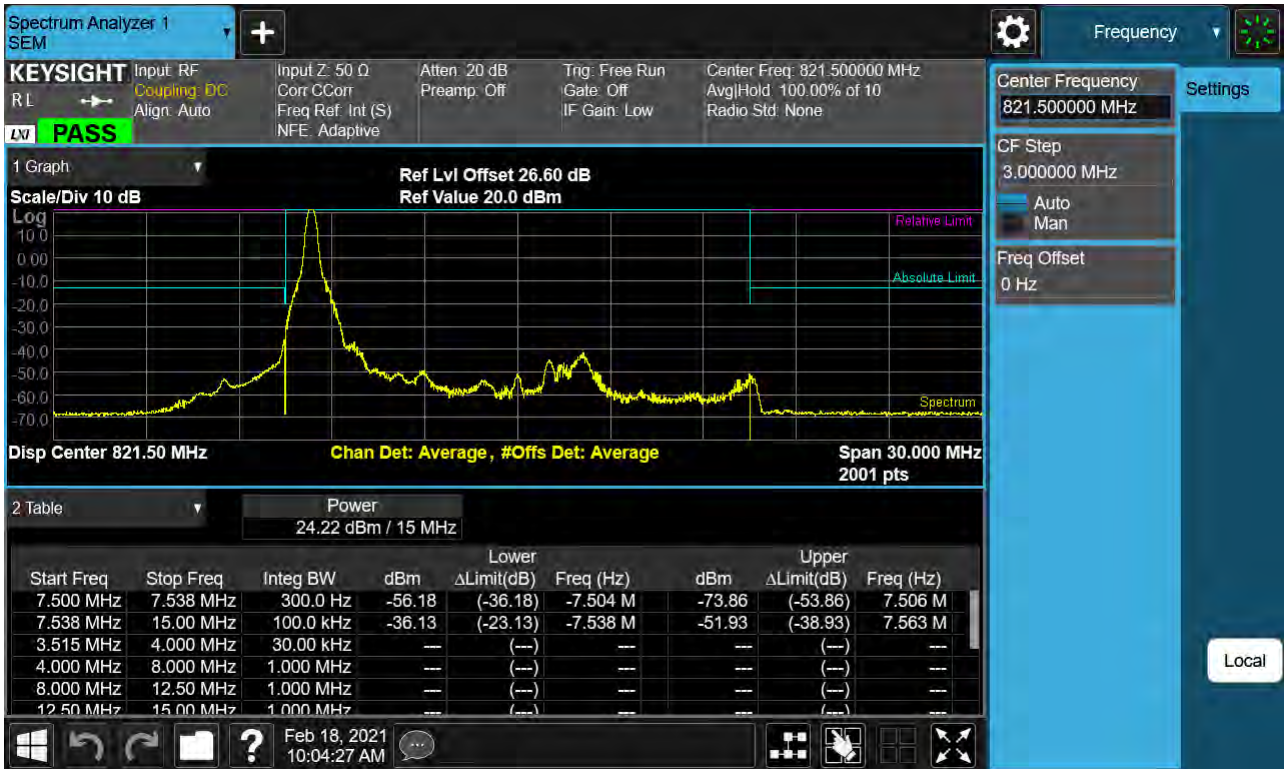 Spectrum Analyzer 1
SEM
Frequency
KEYSIGHT
R L
LXI PASS
Input: RF
Coupling: DC
Align: Auto
Input Z: 50 Ω
Corr CCorr
Freq Ref: Int (S)
NFE: Adaptive
Atten: 20 dB
Preamp: Off
Trig: Free Run
Gate: Off
IF Gain: Low
Center Freq: 821.500000 MHz
Avg|Hold: 100.00% of 10
Radio Std: None
Center Frequency
821.500000 MHz
Settings
CF Step
3.000000 MHz
Auto
Man
Freq Offset
0 Hz
Local
1 Graph
Scale/Div 10 dB
Ref Lvl Offset 26.60 dB
Ref Value 20.0 dBm
Log
10.0
0.00
-10.0
-20.0
-30.0
-40.0
-50.0
-60.0
-70.0
Relative Limit
Absolute Limit
Spectrum
Disp Center 821.50 MHz
Chan Det: Average, #Offs Det: Average
Span 30.000 MHz
2001 pts
2 Table
Power
24.22 dBm / 15 MHz
Lower Upper
Start Freq Stop Freq Integ BW dBm ΔLimit(dB) Freq (Hz) dBm ΔLimit(dB) Freq (Hz)
7.500 MHz 7.538 MHz 300.0 Hz -56.18 (-36.18) -7.504 M -73.86 (-53.86) 7.506 M
7.538 MHz 15.00 MHz 100.0 kHz -36.13 (-23.13) -7.538 M -51.93 (-38.93) 7.563 M
3.515 MHz 4.000 MHz 30.00 kHz --- (---) --- --- (---) ---
4.000 MHz 8.000 MHz 1.000 MHz --- (---) --- --- (---) ---
8.000 MHz 12.50 MHz 1.000 MHz --- (---) --- --- (---) ---
12.50 MHz 15.00 MHz 1.000 MHz --- (---) --- --- (---) ---
Feb 18, 2021
10:04:27 AM